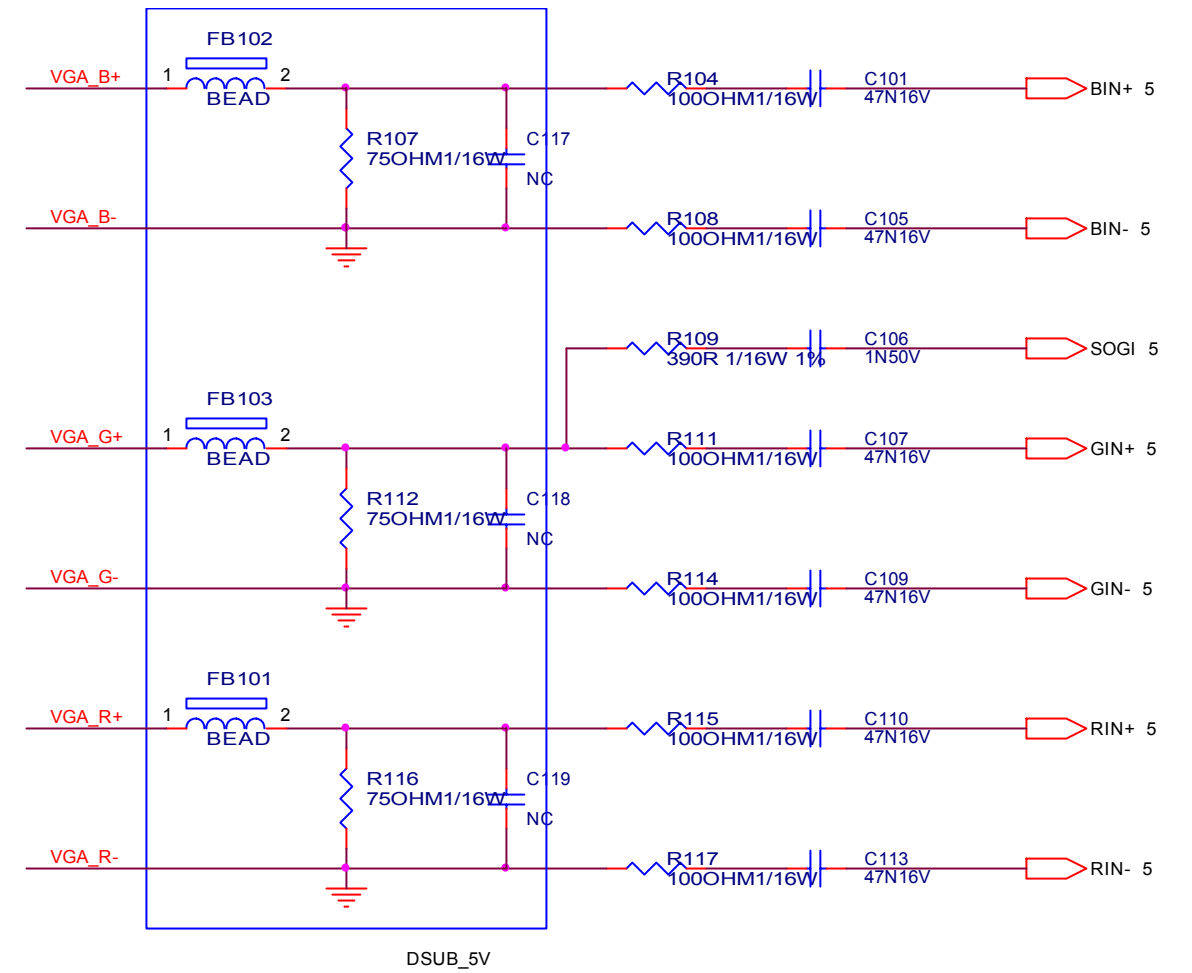 FB102
VGA_B+ 1 2 R104 C101
BEAD 100OHM1/16W 47N16V BIN+ 5
R107 C117
75OHM1/16W
NC
VGA_B- R108 C105
100OHM1/16W 47N16V BIN- 5
R109 C106
390R 1/16W 1% 1N50V SOGI 5
FB103
VGA_G+ 1 2 R111 C107
BEAD 100OHM1/16W 47N16V GIN+ 5
R112 C118
75OHM1/16W
NC
VGA_G- R114 C109
100OHM1/16W 47N16V GIN- 5
FB101
VGA_R+ 1 2 R115 C110
BEAD 100OHM1/16W 47N16V RIN+ 5
R116 C119
75OHM1/16W
NC
VGA_R- R117 C113
100OHM1/16W 47N16V RIN- 5
DSUB_5V